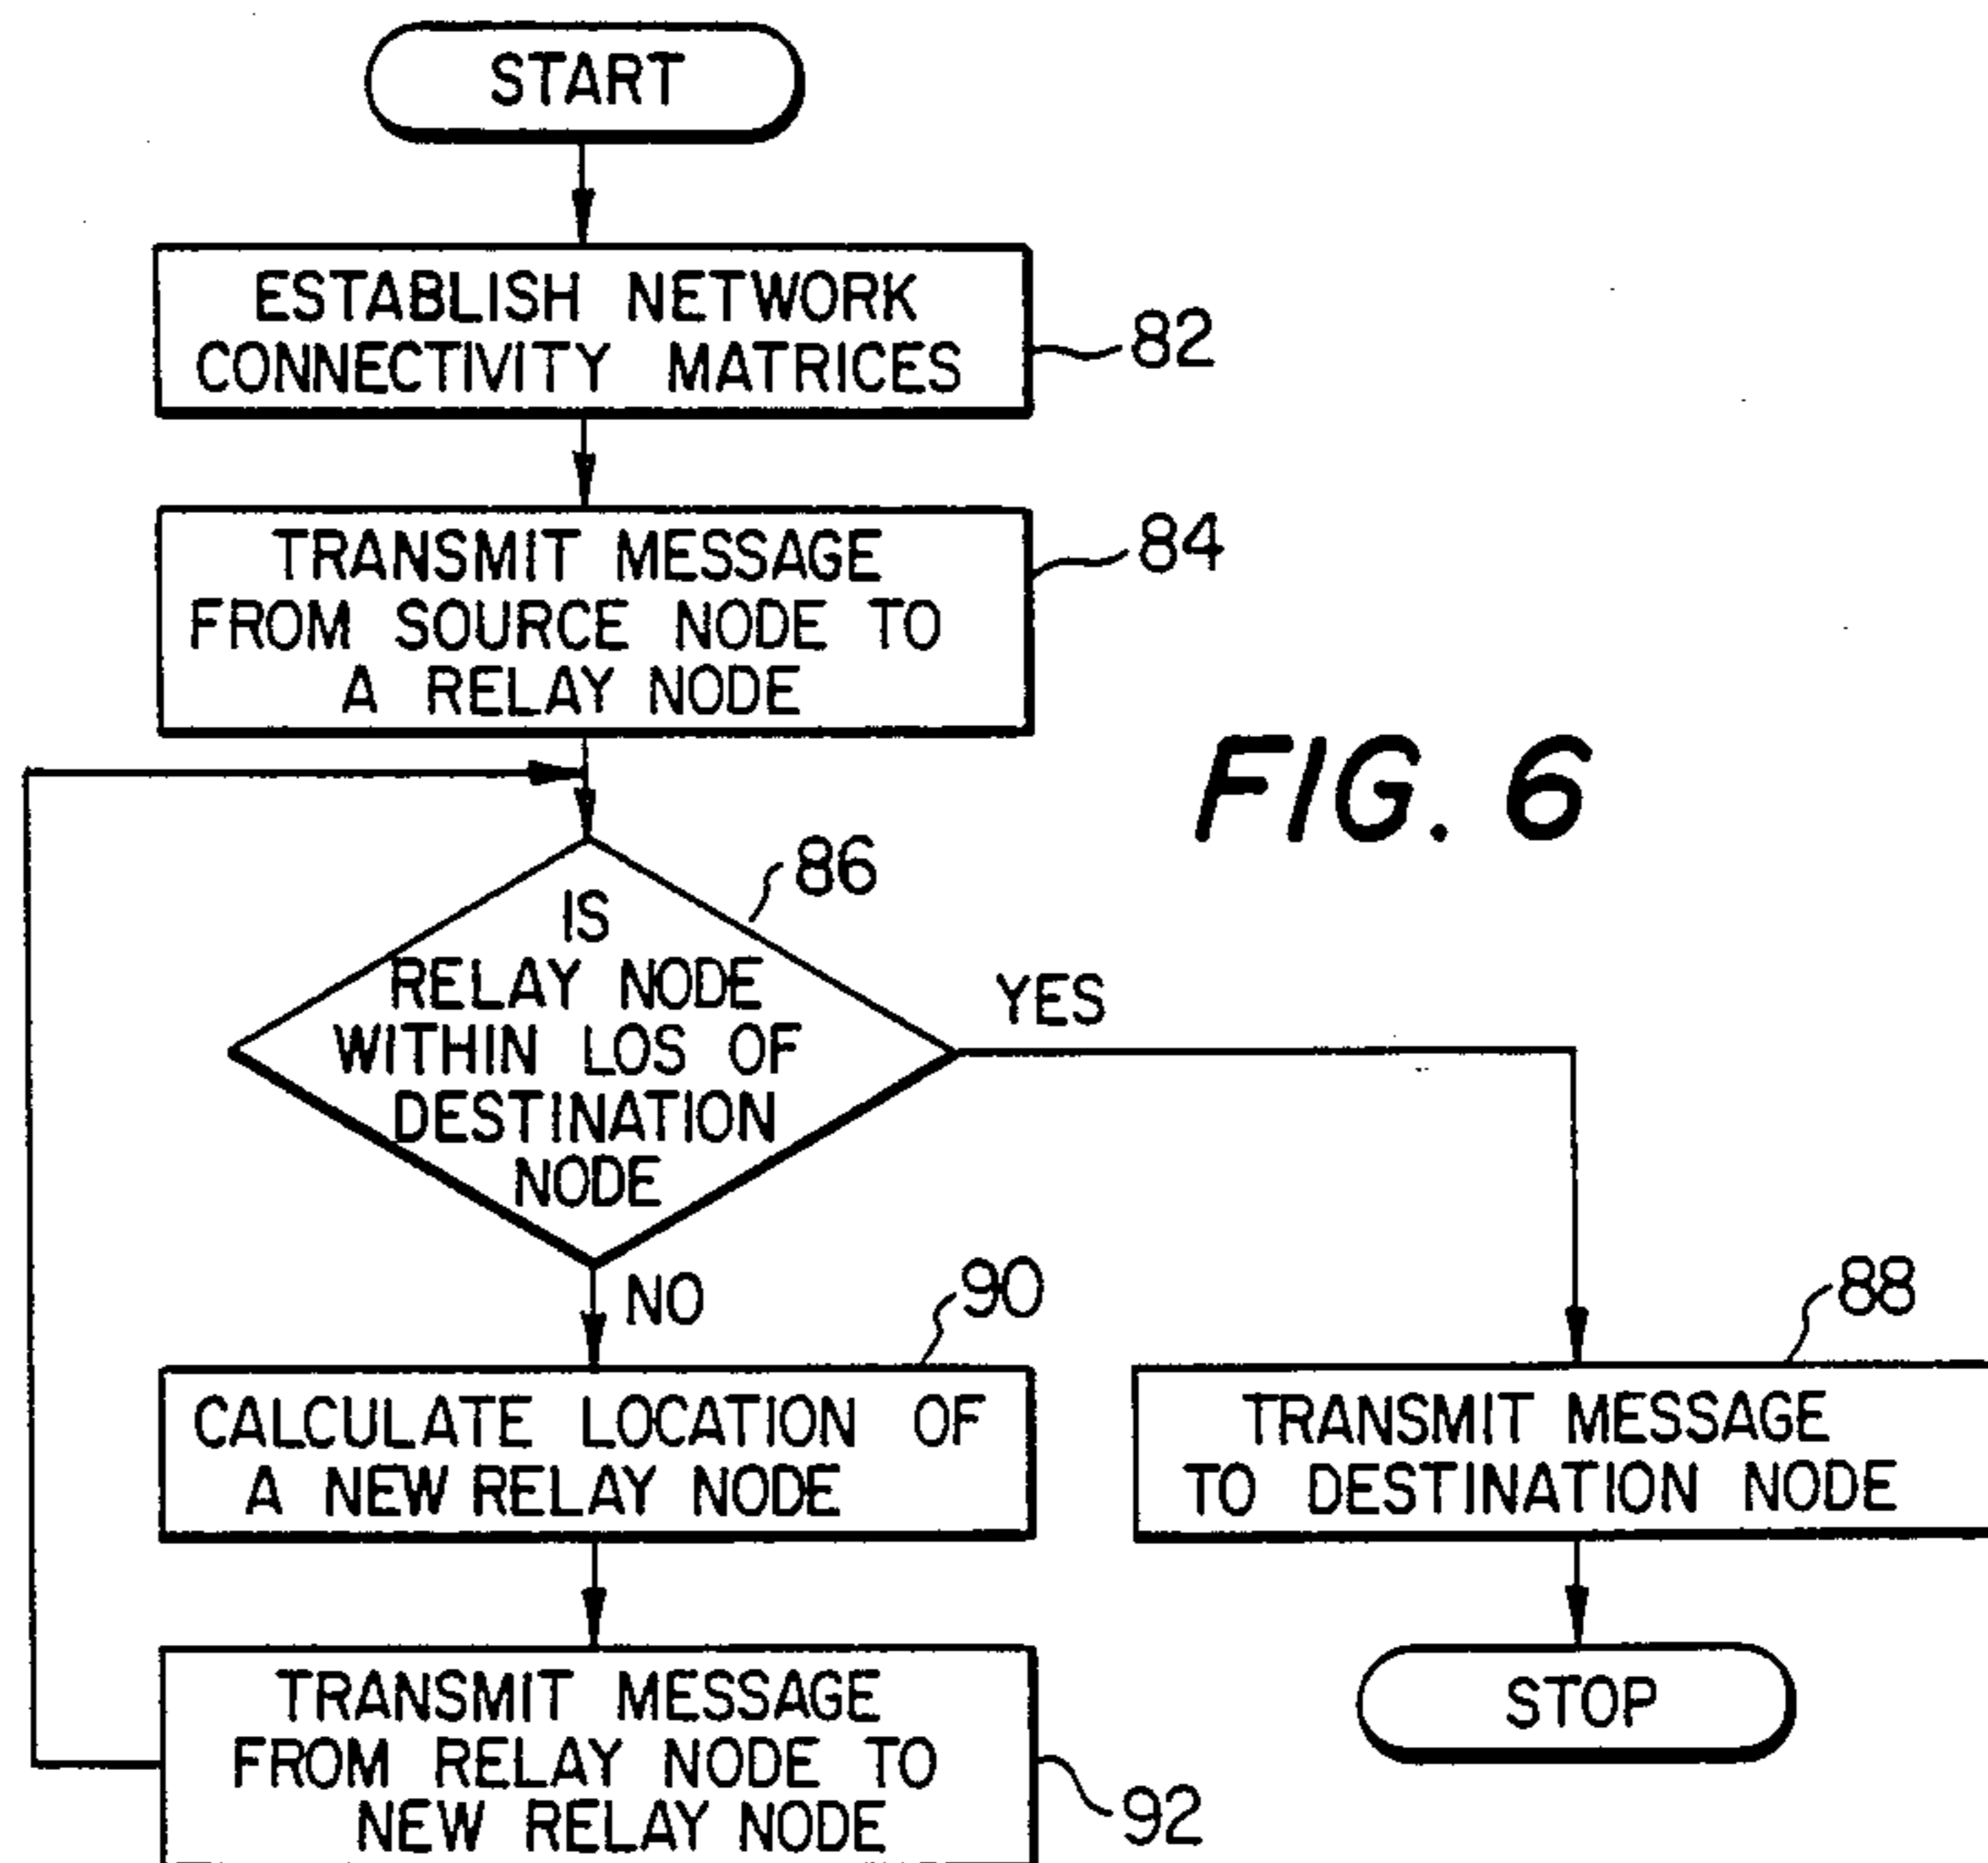 START
ESTABLISH NETWORK
CONNECTIVITY MATRICES
82
TRANSMIT MESSAGE
FROM SOURCE NODE TO
A RELAY NODE
84
FIG. 6
IS
RELAY NODE
WITHIN LOS OF
DESTINATION
NODE
86
YES
NO
90
CALCULATE LOCATION OF
A NEW RELAY NODE
88
TRANSMIT MESSAGE
TO DESTINATION NODE
TRANSMIT MESSAGE
FROM RELAY NODE TO
NEW RELAY NODE
92
STOP